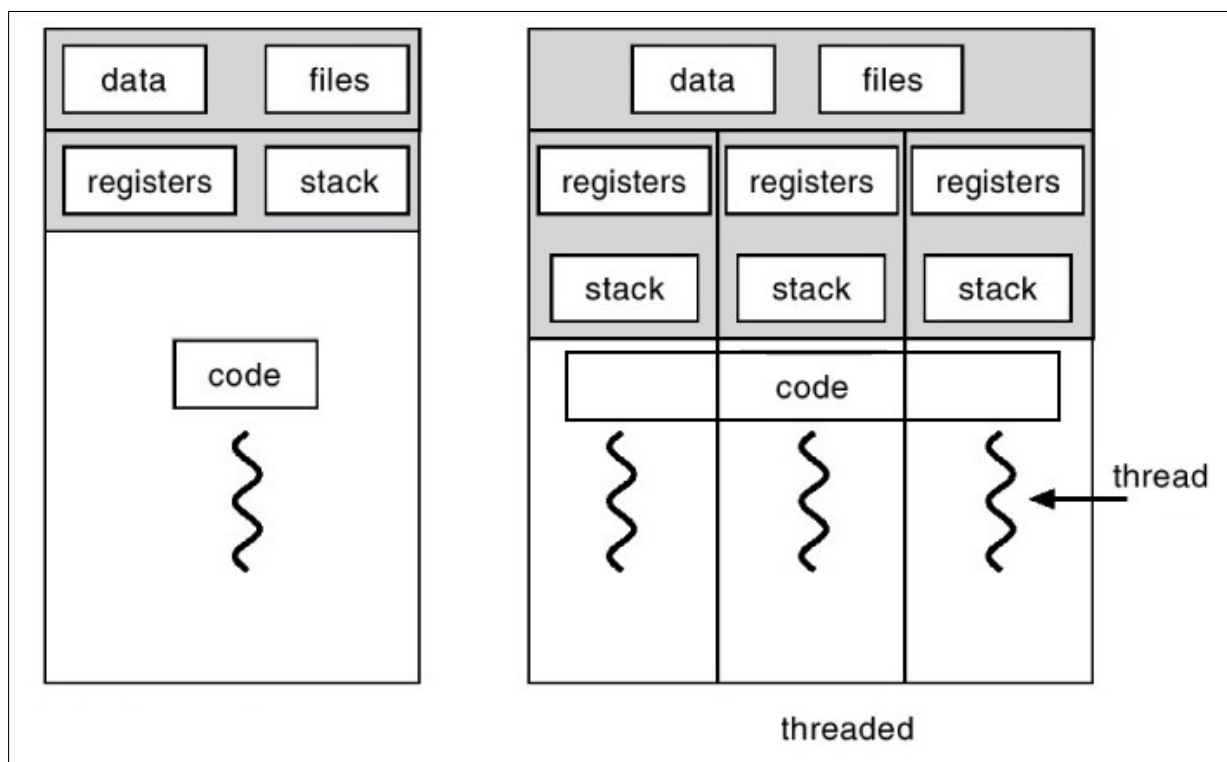 data files
registers stack
code
data files
registers registers registers
stack stack stack
code
thread
threaded